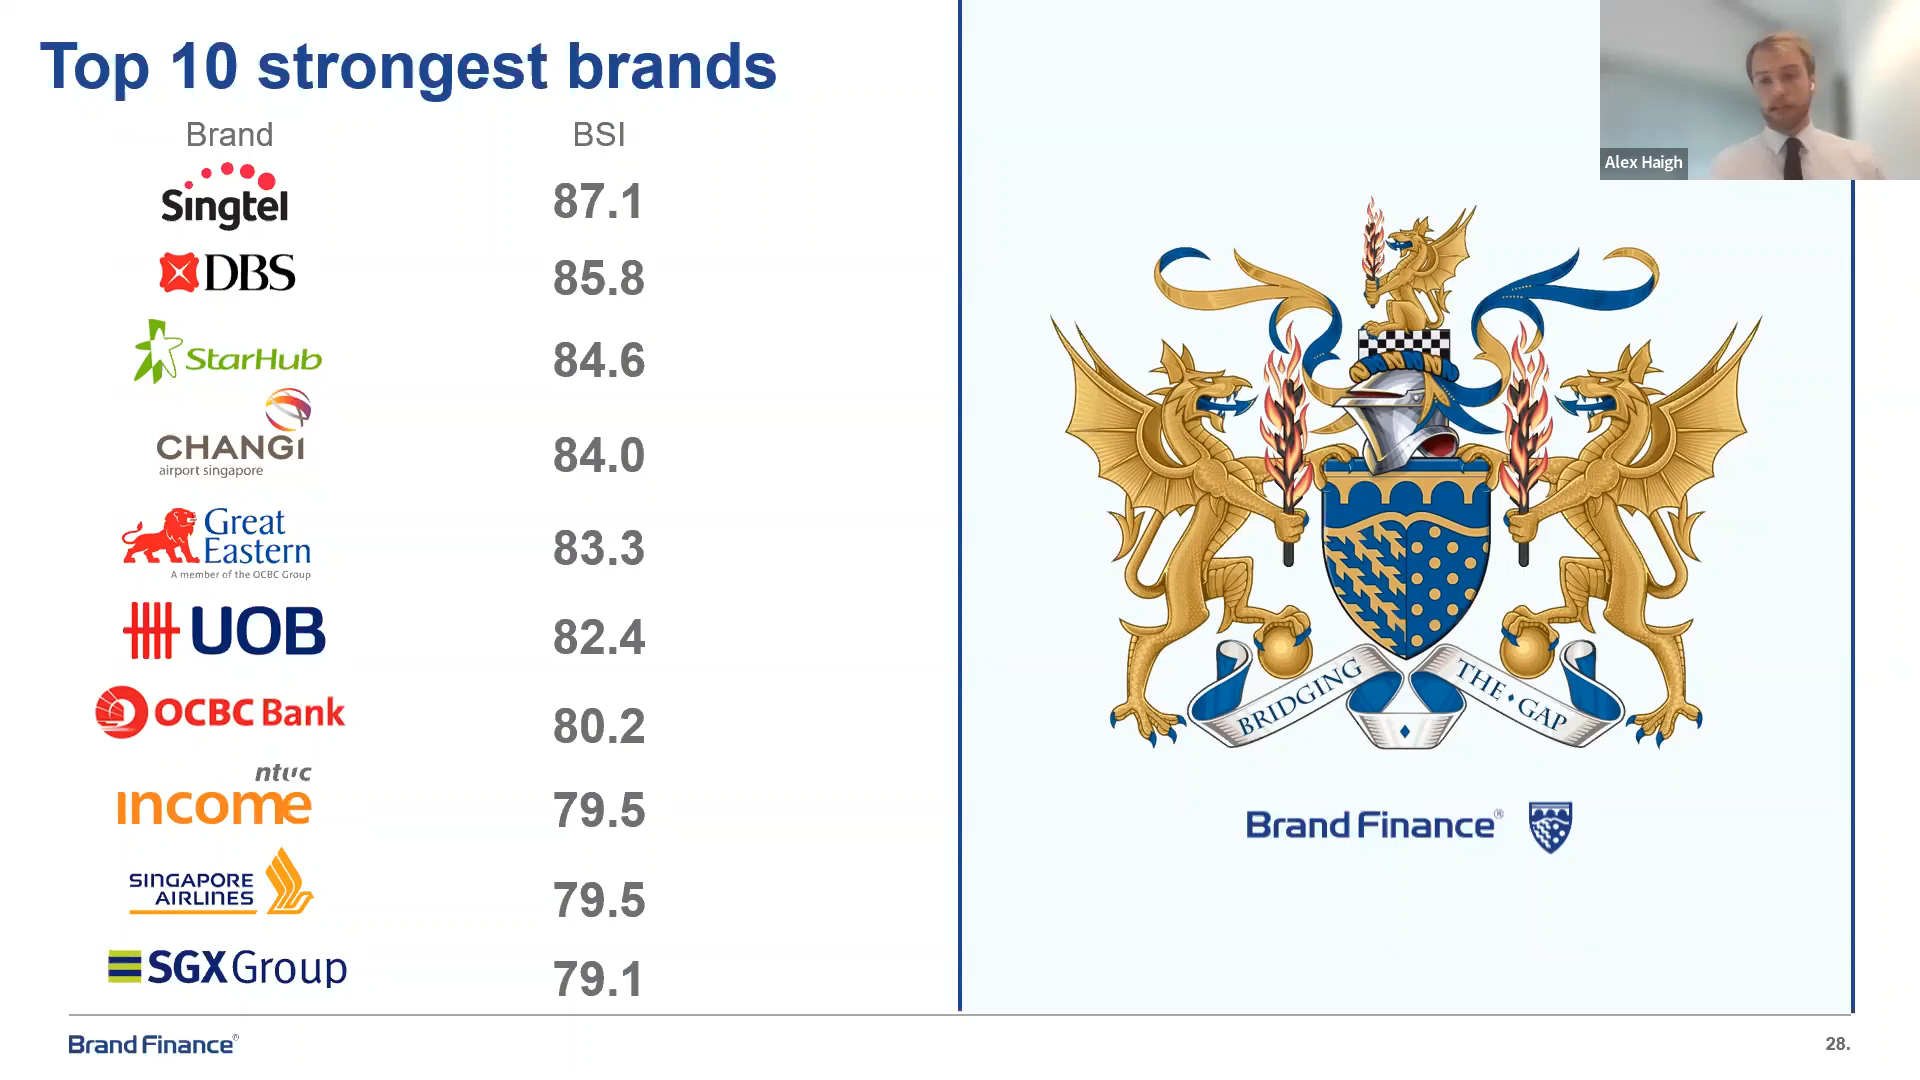 Top 10 strongest brands
Brand BSI
Singtel 87.1
DBS 85.8
StarHub 84.6
CHANGI
airport singapore
84.0
Great
Eastern
A member of the OCBC Group
83.3
UOB 82.4
OCBC Bank 80.2
ntuc
income
79.5
SINGAPORE
AIRLINES
79.5
SGX Group 79.1
Alex Haigh
BRIDGING THE GAP
Brand Finance®
Brand Finance®
28.